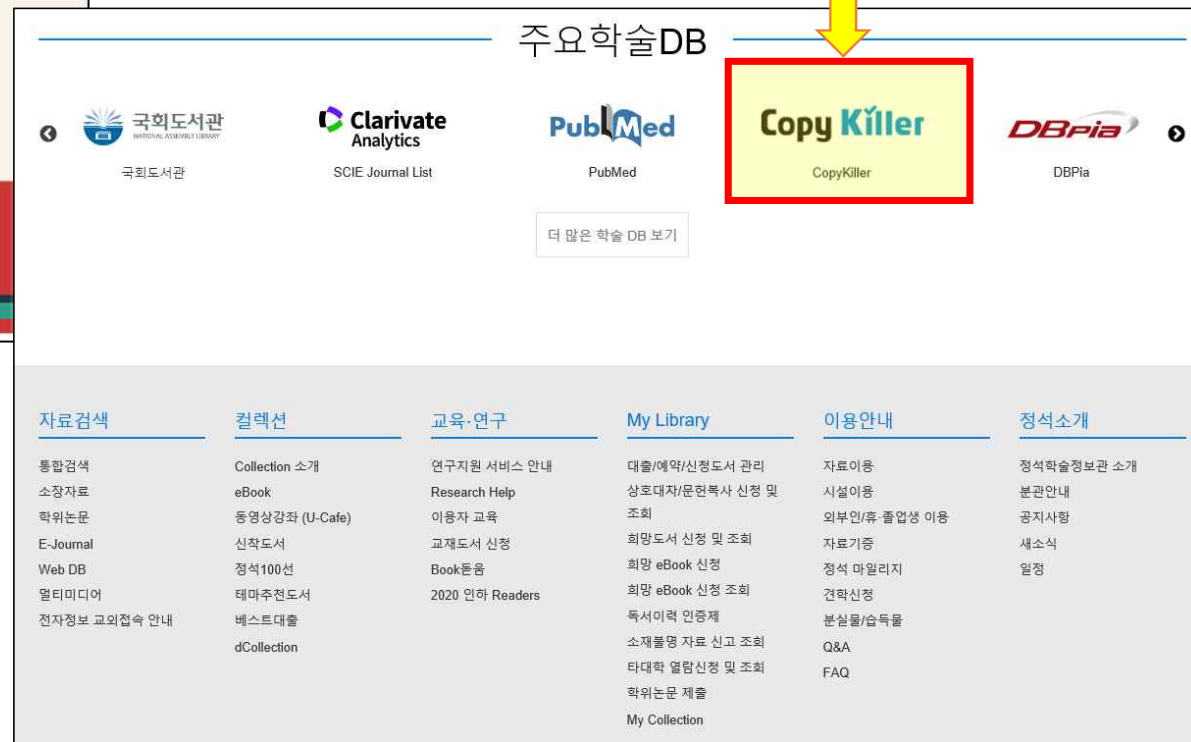 주요학술DB
국회도서관
NATIONAL ASSEMBLY LIBRARY
Clarivate
Analytics
PubMed
Copy Killer
DBpia
국회도서관
SCIE Journal List
PubMed
CopyKiller
DBPia
더 많은 학술 DB 보기
자료검색
통합검색
소장자료
학위논문
E-Journal
Web DB
멀티미디어
전자정보 교외접속 안내
컬렉션
Collection 소개
eBook
동영상강좌 (U-Cafe)
신착도서
정석100선
테마추천도서
베스트대출
dCollection
교육·연구
연구지원 서비스 안내
Research Help
이용자 교육
교재도서 신청
Book돋움
2020 인하 Readers
My Library
대출/예약/신청도서 관리
상호대차/문헌복사 신청 및
조회
희망도서 신청 및 조회
희망 eBook 신청
희망 eBook 신청 조회
독서이력 인증제
소재불명 자료 신고 조회
타대학 열람신청 및 조회
학위논문 제출
My Collection
이용안내
자료이용
시설이용
외부인/휴·졸업생 이용
자료기증
정석 마일리지
견학신청
분실물/습득물
Q&A
FAQ
정석소개
정석학술정보관 소개
분관안내
공지사항
새소식
일정